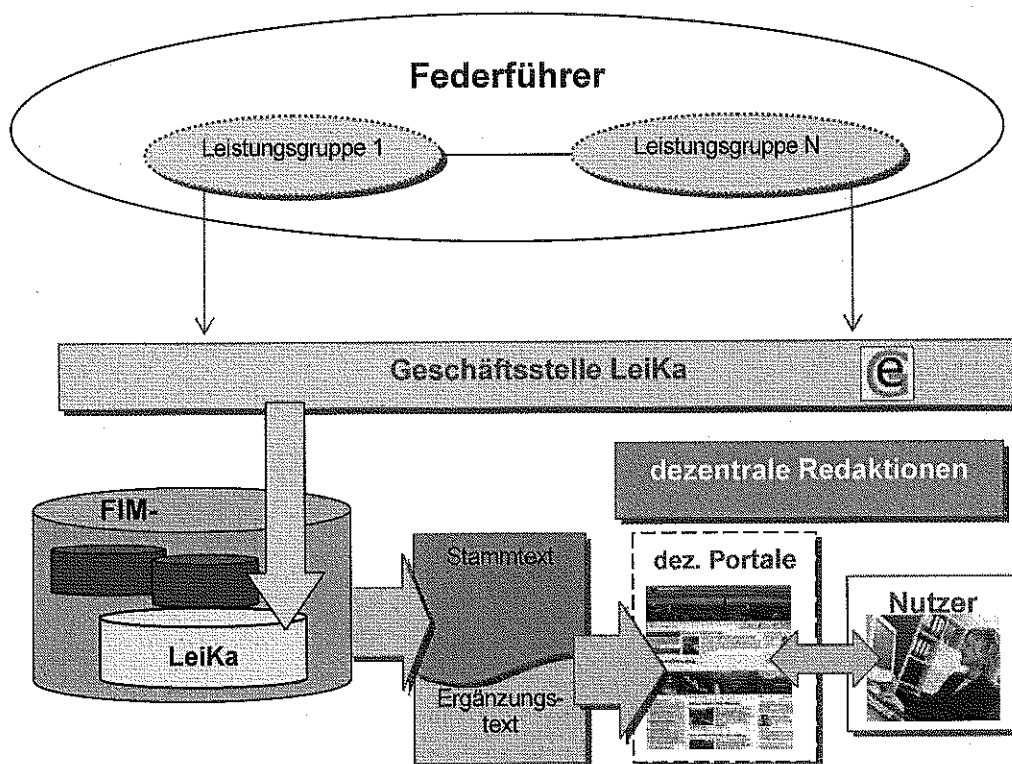 Federführer
Leistungsgruppe 1
Leistungsgruppe N
Geschäftsstelle LeiKa
e
dezentrale Redaktionen
FIM-
LeiKa
Stammtext
Ergänzungs-
text
dez. Portale
Nutzer